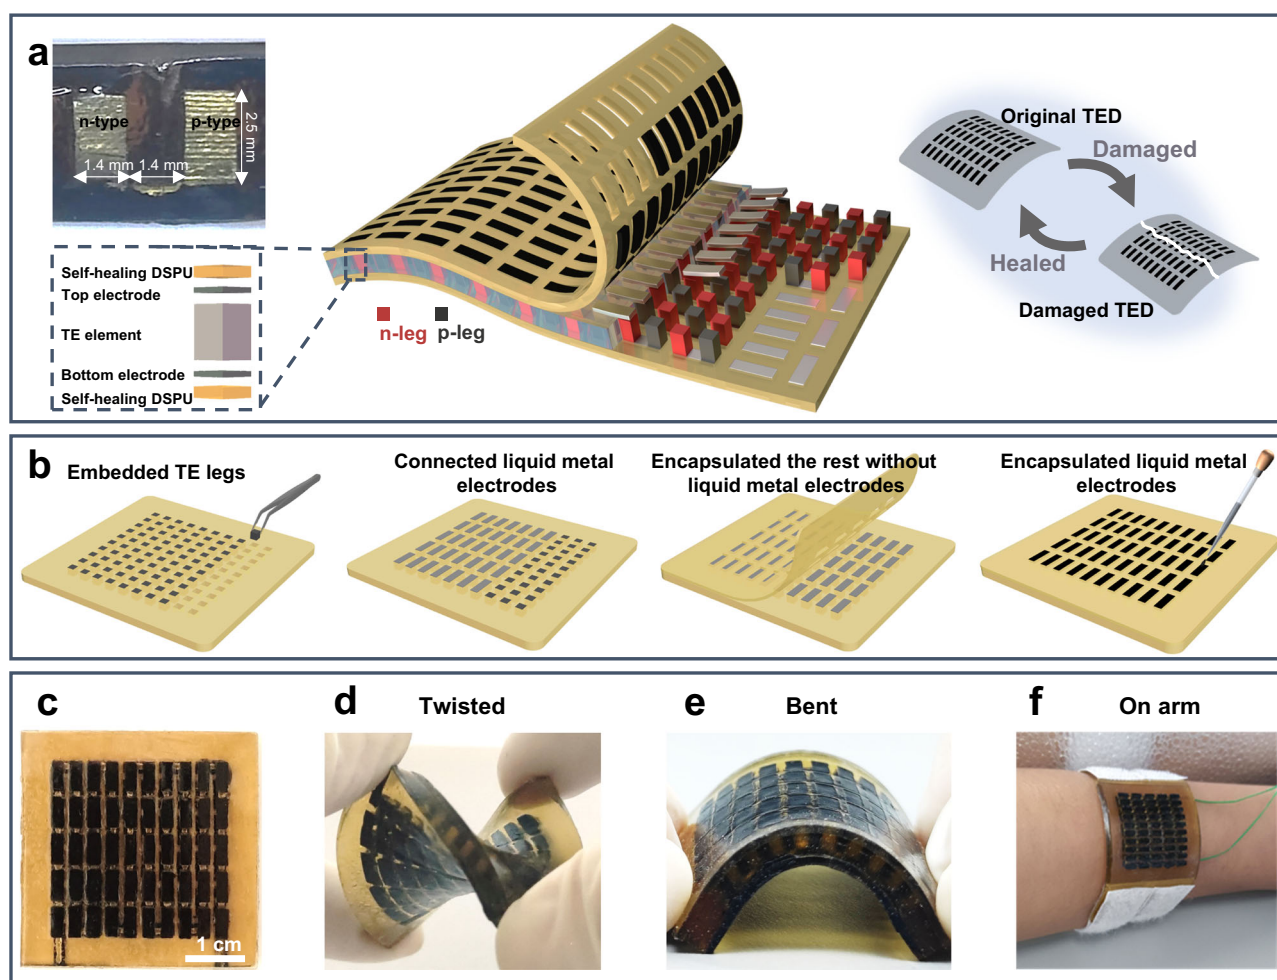 a
n-type
p-type
2.5 mm
1.4 mm
1.4 mm
Self-healing DSPU
Top electrode
TE element
Bottom electrode
Self-healing DSPU
n-leg
p-leg
Original TED
Damaged
Healed
Damaged TED
b
Embedded TE legs
Connected liquid metal
electrodes
Encapsulated the rest without
liquid metal electrodes
Encapsulated liquid metal
electrodes
c
1 cm
d
Twisted
e
Bent
f
On arm